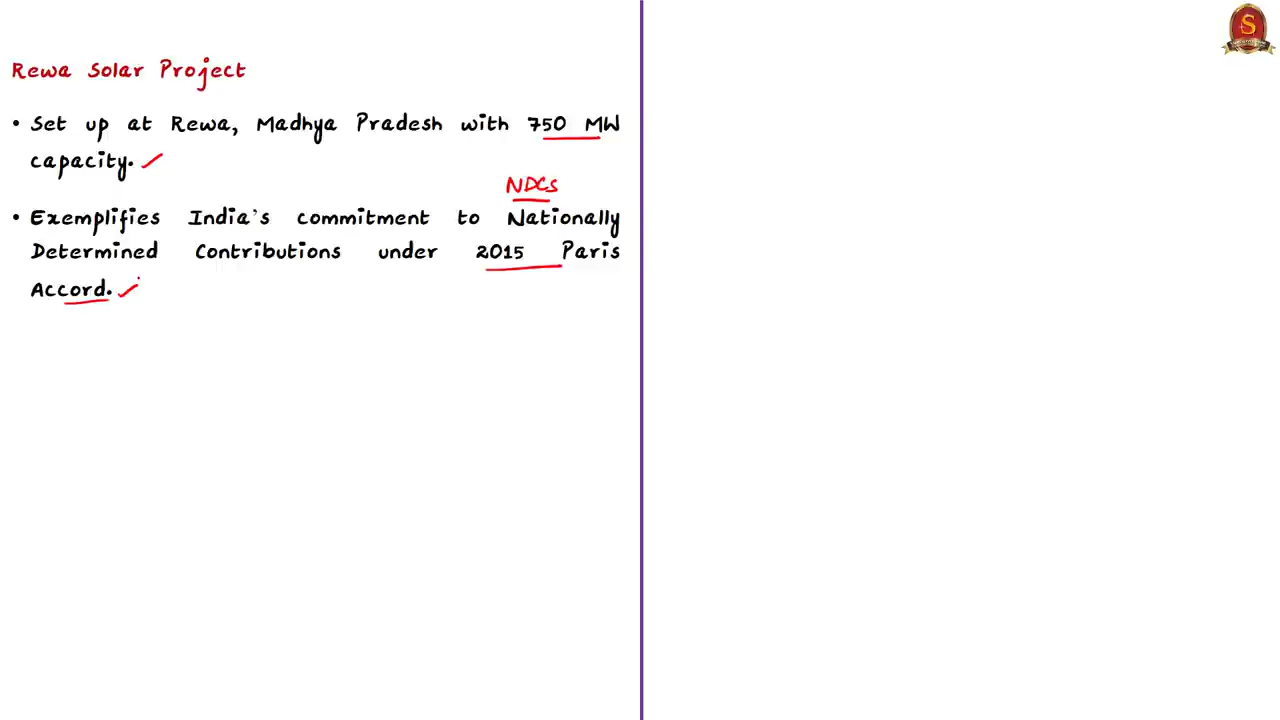 Rewa Solar Project
• Set up at Rewa, Madhya Pradesh with 750 MW
capacity.
NDCs
• Exemplifies India's commitment to Nationally
Determined Contributions under 2015 Paris
Accord.
S